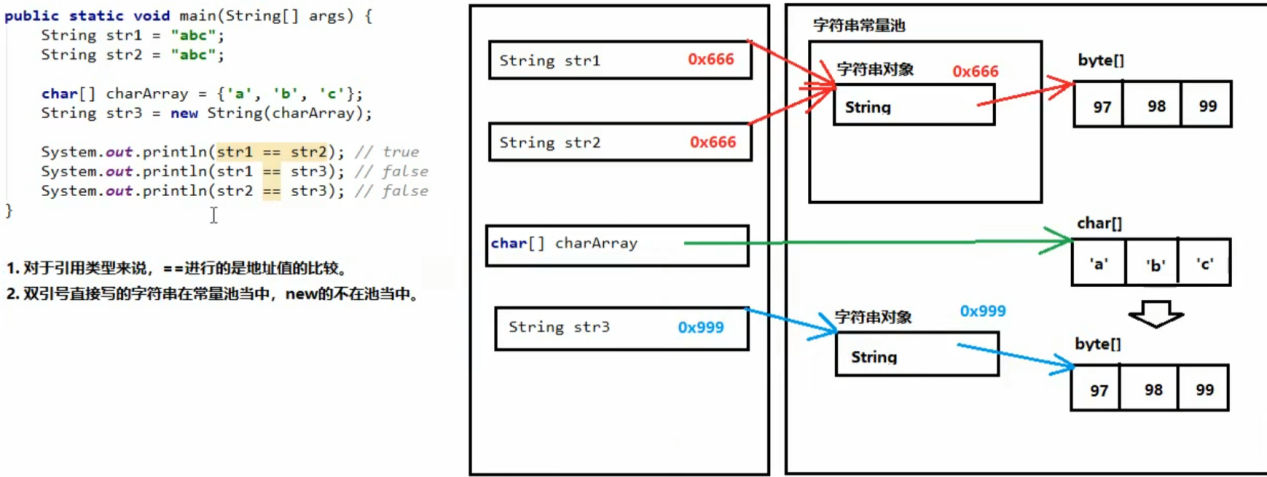 public static void main(String[] args) {
String str1 = "abc";
String str2 = "abc";
char[] charArray = {'a', 'b', 'c'};
String str3 = new String(charArray);
System.out.println(str1 == str2); // true
System.out.println(str1 == str3); // false
System.out.println(str2 == str3); // false
}
1. 对于引用类型来说，==进行的是地址值的比较。
2. 双引号直接写的字符串在常量池当中，new的不在池当中。
String str1 0x666
String str2 0x666
char[] charArray
String str3 0x999
字符串常量池
字符串对象 0x666
String
byte[]
97 98 99
char[]
'a' 'b' 'c'
字符串对象 0x999
String
byte[]
97 98 99